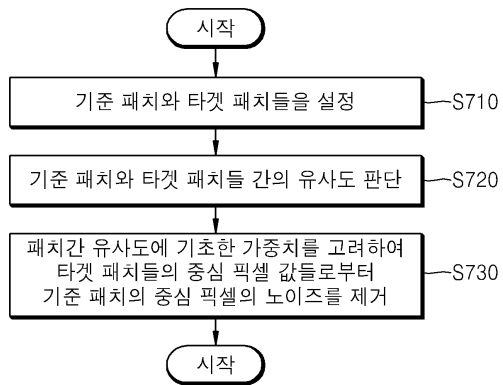 시작
기준 패치와 타겟 패치들을 설정
S710
기준 패치와 타겟 패치들 간의 유사도 판단
S720
패치간 유사도에 기초한 가중치를 고려하여
타겟 패치들의 중심 픽셀 값들로부터
기준 패치의 중심 픽셀의 노이즈를 제거
S730
시작